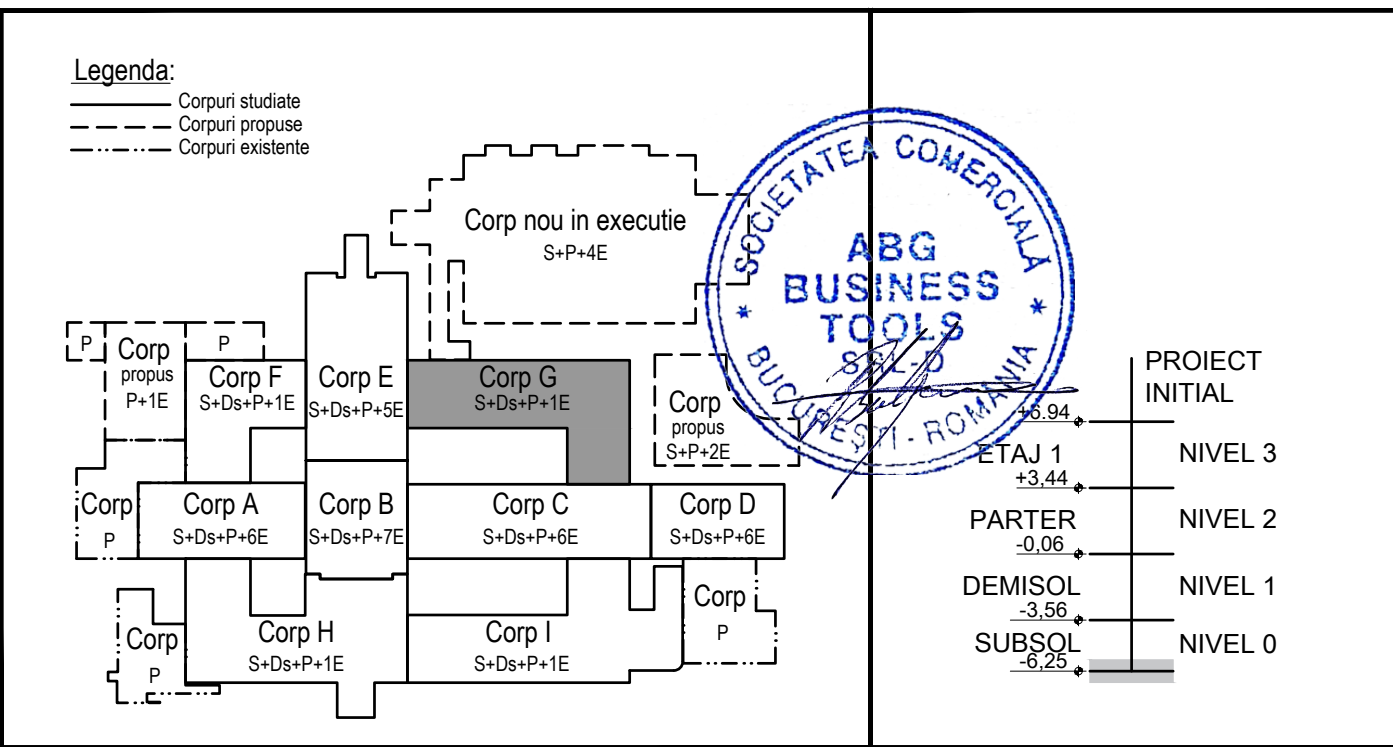 Legenda:
Corpuri studiate
Corpuri propuse
Corpuri existente
Corp nou in executie
S+P+4E
P
Corp
propus
P+1E
P
Corp F
S+Ds+P+1E
Corp E
S+Ds+P+5E
Corp G
S+Ds+P+1E
Corp
propus
S+P+2E
Corp
P
Corp A
S+Ds+P+6E
Corp B
S+Ds+P+7E
Corp C
S+Ds+P+6E
Corp D
S+Ds+P+6E
Corp
P
Corp H
S+Ds+P+1E
Corp I
S+Ds+P+1E
Corp
P
SOCIETATEA COMERCIALĂ
ABG
BUSINESS
TOOLS
SRL-D
* BUCUREŞTI - ROMÂNIA *
PROIECT
INITIAL
+6.94
ETAJ 1
NIVEL 3
+3,44
PARTER
NIVEL 2
-0,06
DEMISOL
NIVEL 1
-3,56
SUBSOL
NIVEL 0
-6,25